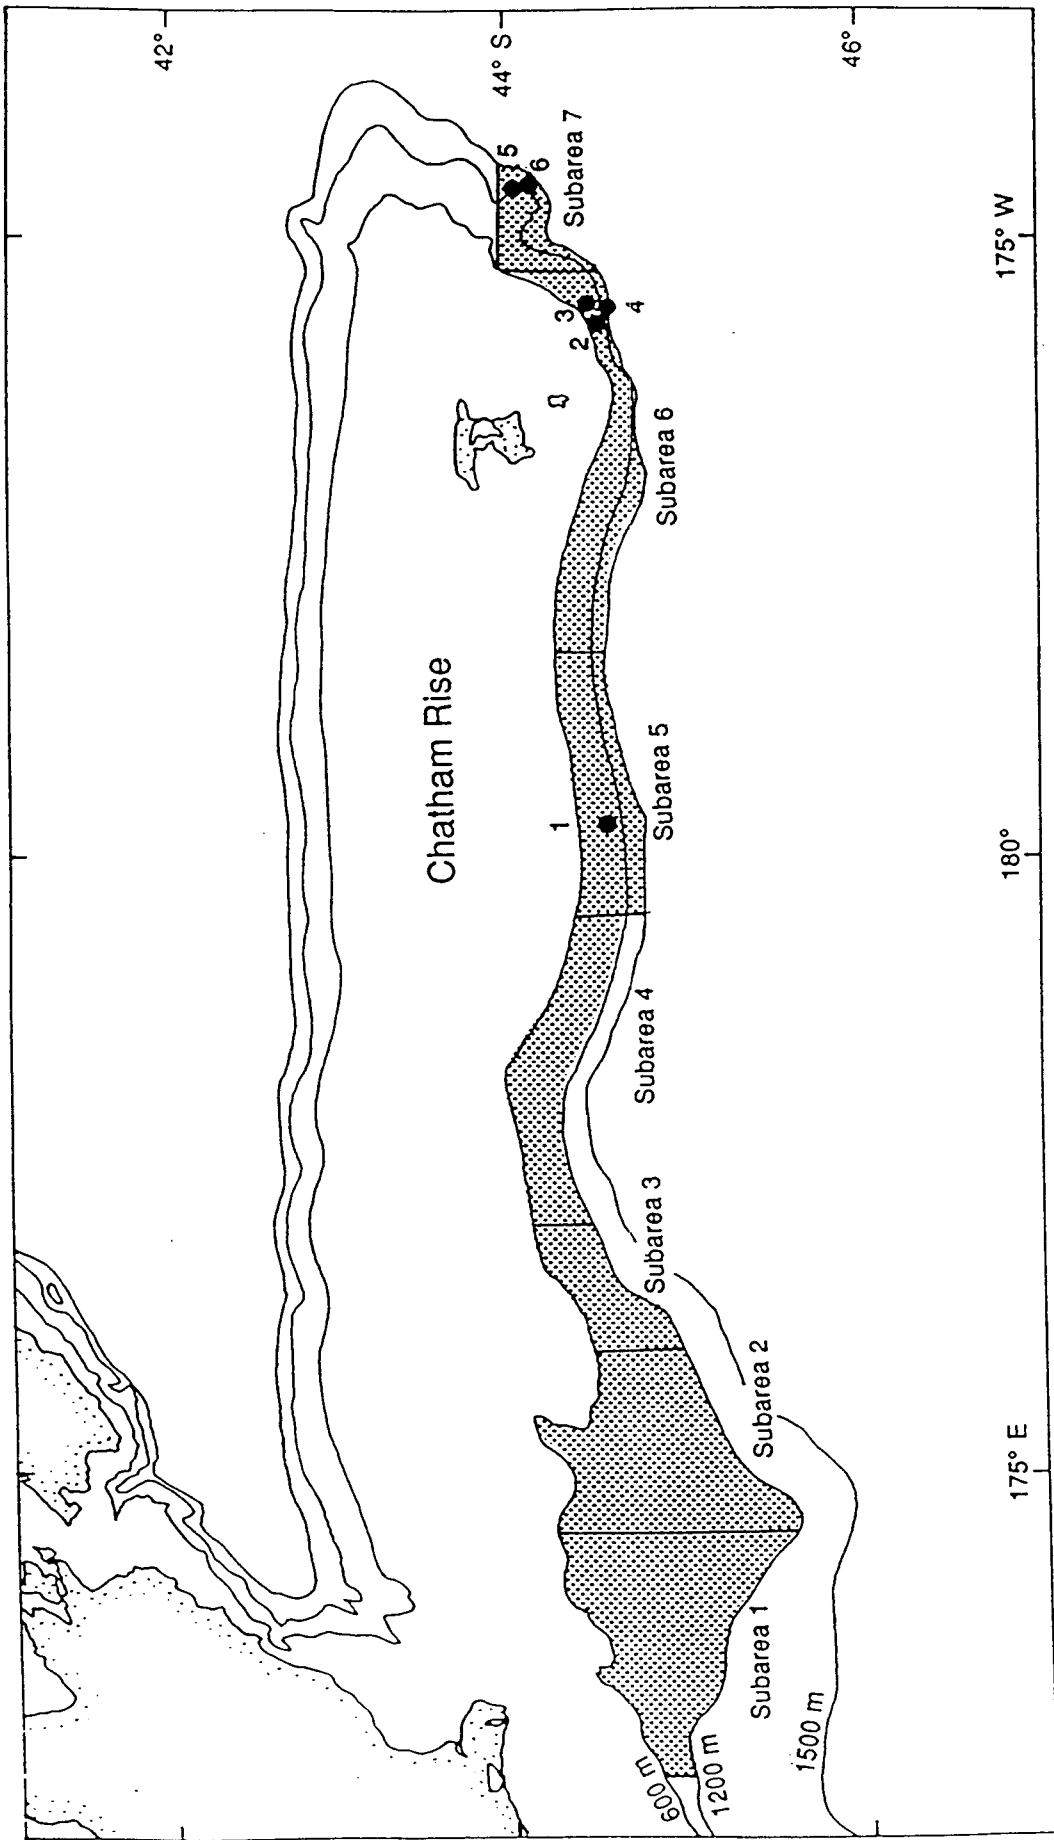 42°
44° S
46°
5
6
Subarea 7
3
2
4
175° W
Subarea 6
Chatham Rise
1
Subarea 5
180°
Subarea 4
Subarea 3
Subarea 2
175° E
Subarea 1
600 m
1200 m
1500 m